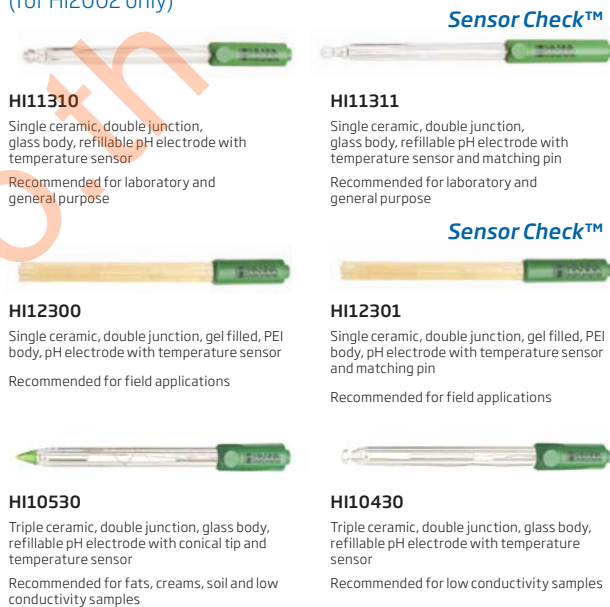 (for HI2002 only)
Sensor Check™
HI11310
Single ceramic, double junction,
glass body, refillable pH electrode with
temperature sensor
Recommended for laboratory and
general purpose
HI11311
Single ceramic, double junction,
glass body, refillable pH electrode with
temperature sensor and matching pin
Recommended for laboratory and
general purpose
Sensor Check™
HI12300
Single ceramic, double junction, gel filled, PEI
body, pH electrode with temperature sensor
Recommended for field applications
HI12301
Single ceramic, double junction, gel filled, PEI
body, pH electrode with temperature sensor
and matching pin
Recommended for field applications
HI10530
Triple ceramic, double junction, glass body,
refillable pH electrode with conical tip and
temperature sensor
Recommended for fats, creams, soil and low
conductivity samples
HI10430
Triple ceramic, double junction, glass body,
refillable pH electrode with temperature
sensor
Recommended for low conductivity samples
o.th